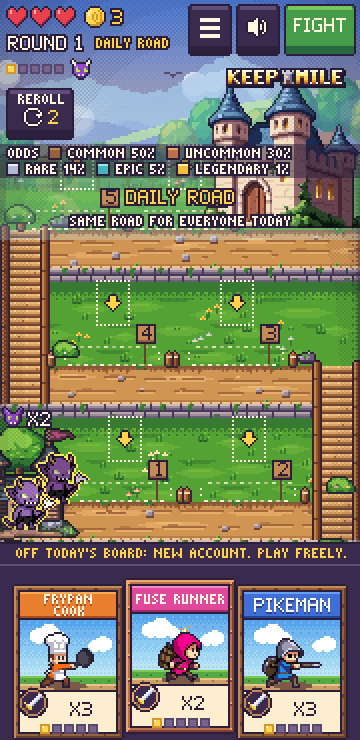 3
FIGHT
ROUND 1 DAILY ROAD
KEEP MILE
REROLL
2
ODDS COMMON 50% UNCOMMON 30%
RARE 14% EPIC 5% LEGENDARY 1%
5 DAILY ROAD
SAME ROAD FOR EVERYONE TODAY
4
3
X2
1
2
OFF TODAY'S BOARD: NEW ACCOUNT. PLAY FREELY.
FRYPAN COOK
FUSE RUNNER
PIKEMAN
X3
X2
X3